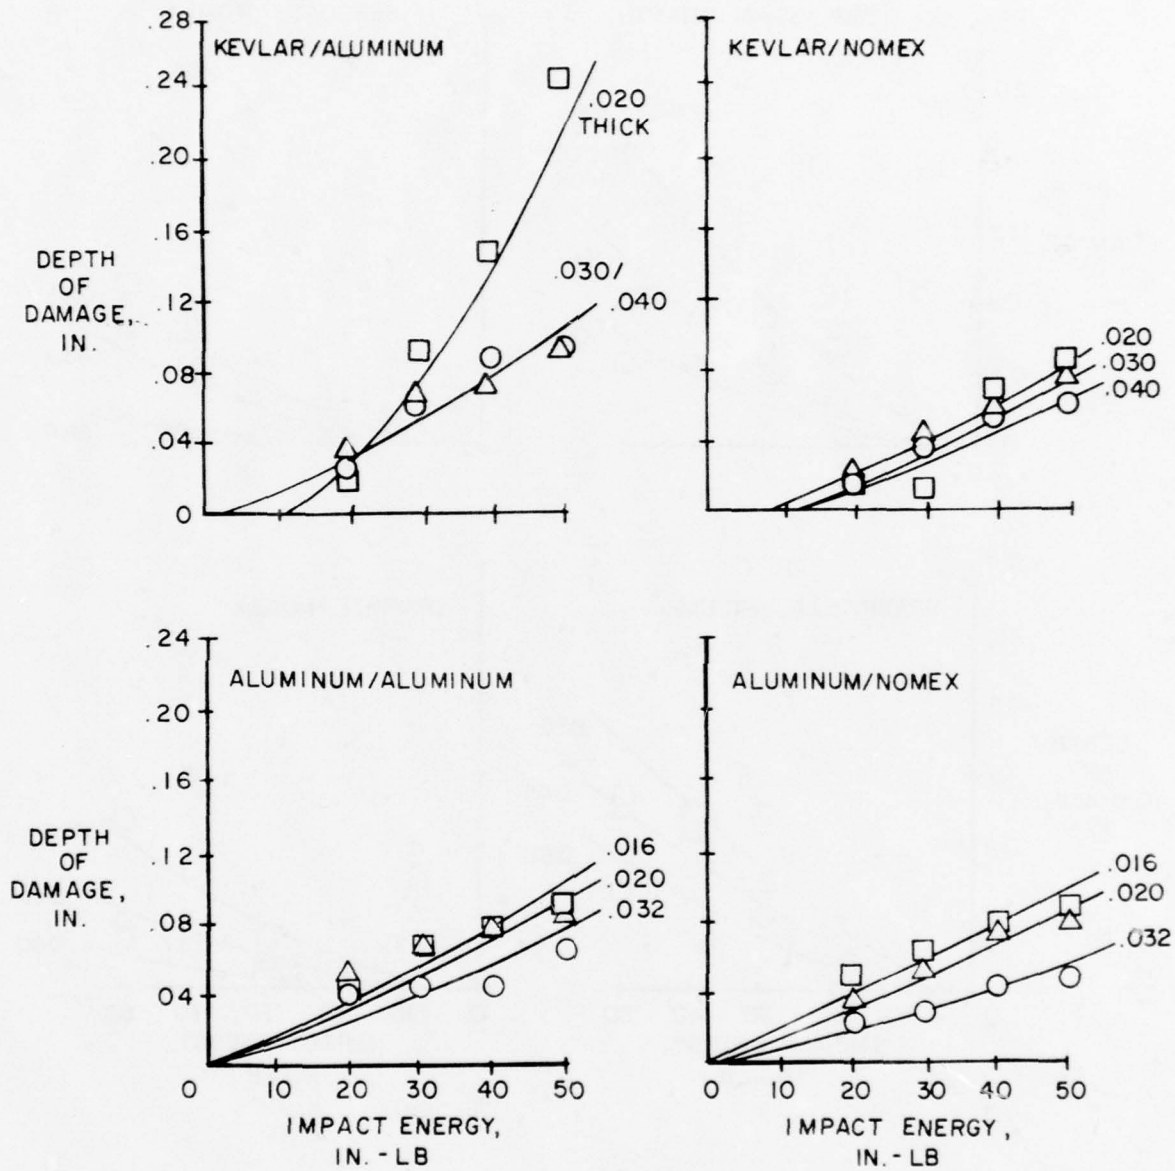 .28
KEVLAR/ALUMINUM
.24
.020
THICK
.20
.16
DEPTH
OF
DAMAGE,
IN.
.030/
.040
.12
.08
.04
0
KEVLAR/NOMEX
.020
.030
.040
.24
ALUMINUM/ALUMINUM
.20
.16
DEPTH
OF
DAMAGE,
IN.
.12
.016
.020
.032
.08
.04
0 10 20 30 40 50
IMPACT ENERGY,
IN.-LB
ALUMINUM/NOMEX
.016
.020
.032
0 10 20 30 40 50
IMPACT ENERGY,
IN.-LB